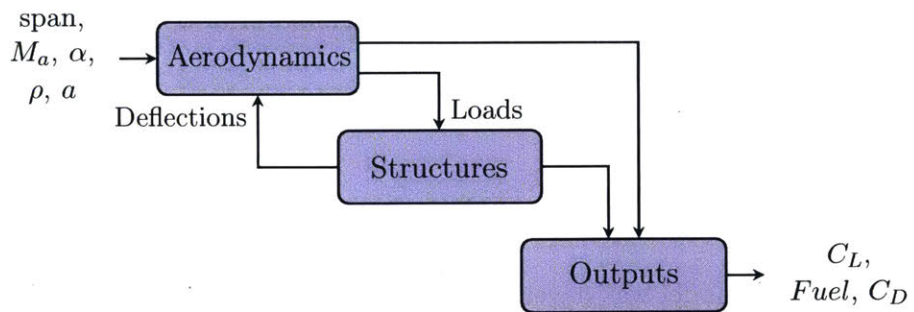 span,
M_a, α,
ρ, a
Aerodynamics
Deflections
Loads
Structures
Outputs
C_L,
Fuel, C_D